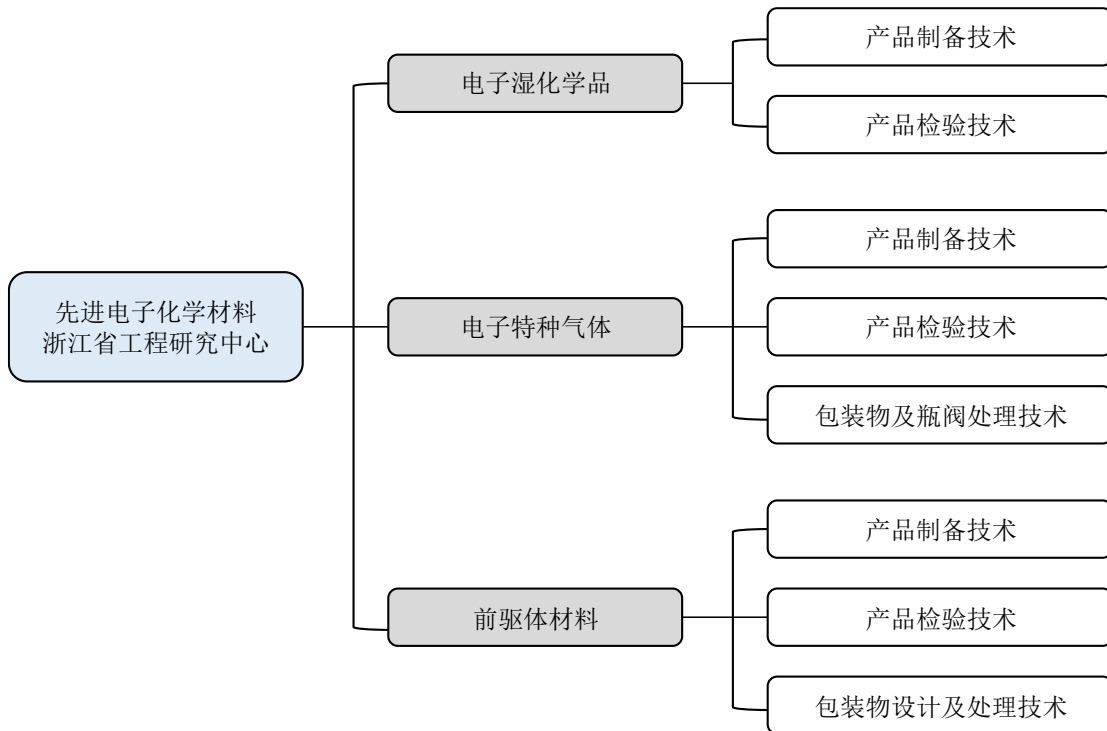 先进电子化学材料
浙江省工程研究中心
电子湿化学品
产品制备技术
产品检验技术
电子特种气体
产品制备技术
产品检验技术
包装物及瓶阀处理技术
前驱体材料
产品制备技术
产品检验技术
包装物设计及处理技术